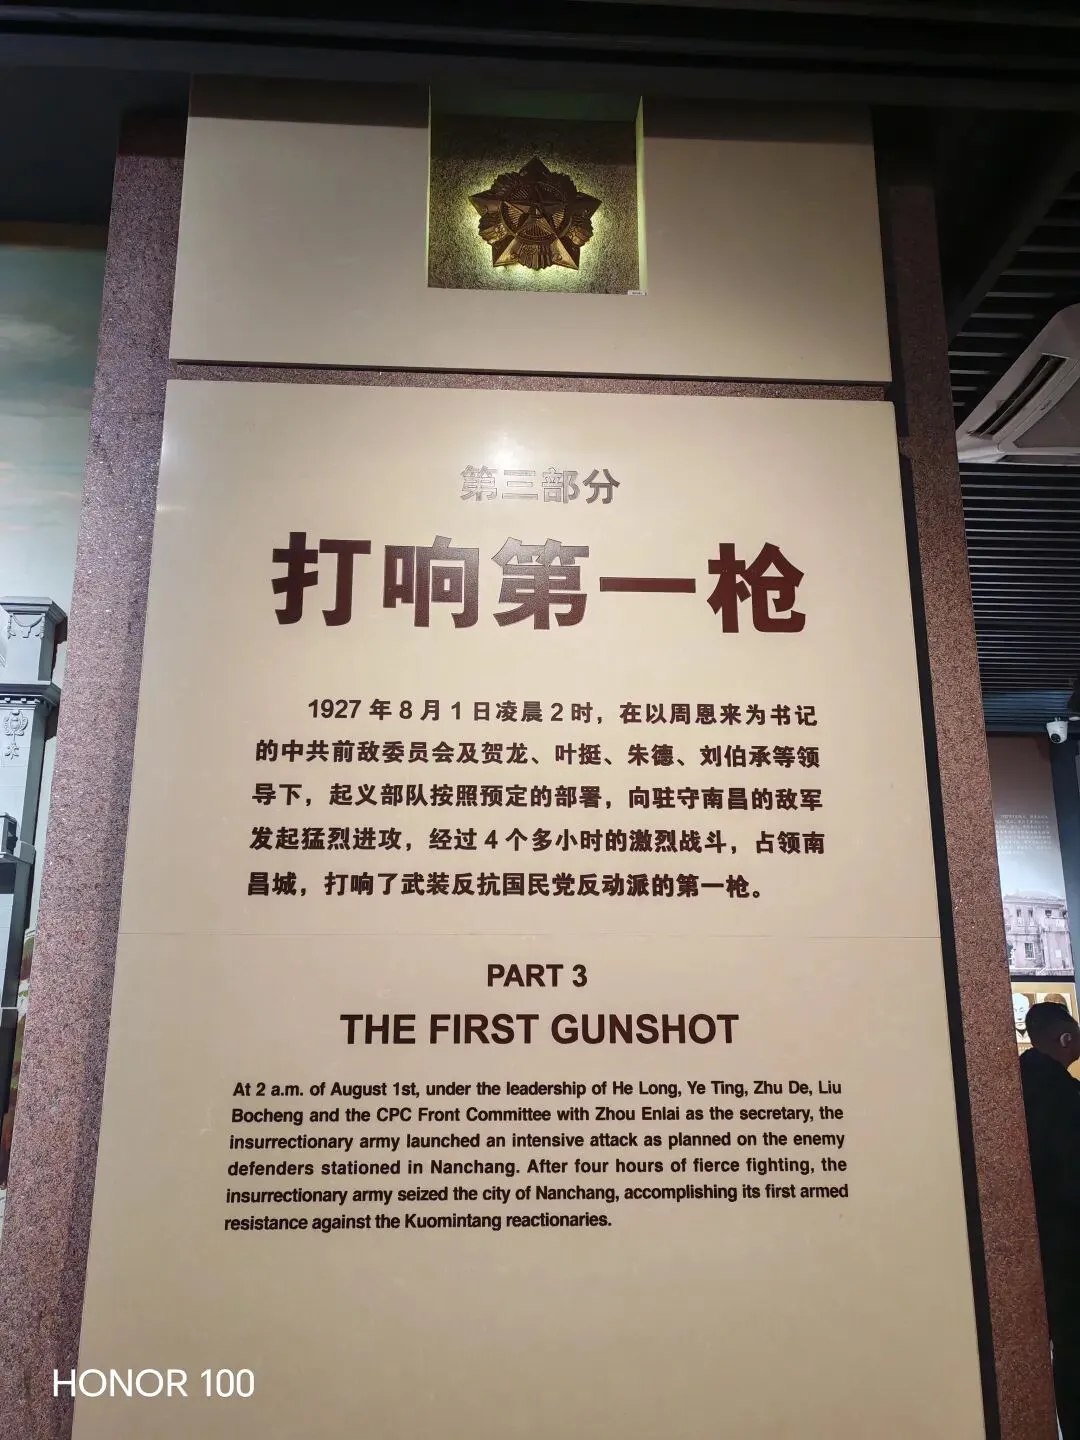 第三部分
打响第一枪
1927年8月1日凌晨2时，在以周恩来为书记
的中共前敌委员会及贺龙、叶挺、朱德、刘伯承等领
导下，起义部队按照预定的部署，向驻守南昌的敌军
发起猛烈进攻，经过4个多小时的激烈战斗，占领南
昌城，打响了武装反抗国民党反动派的第一枪。
PART 3
THE FIRST GUNSHOT
At 2 a.m. of August 1st, under the leadership of He Long, Ye Ting, Zhu De, Liu
Bocheng and the CPC Front Committee with Zhou Enlai as the secretary, the
insurrectionary army launched an intensive attack as planned on the enemy
defenders stationed in Nanchang. After four hours of fierce fighting, the
insurrectionary army seized the city of Nanchang, accomplishing its first armed
resistance against the Kuomintang reactionaries.
HONOR 100